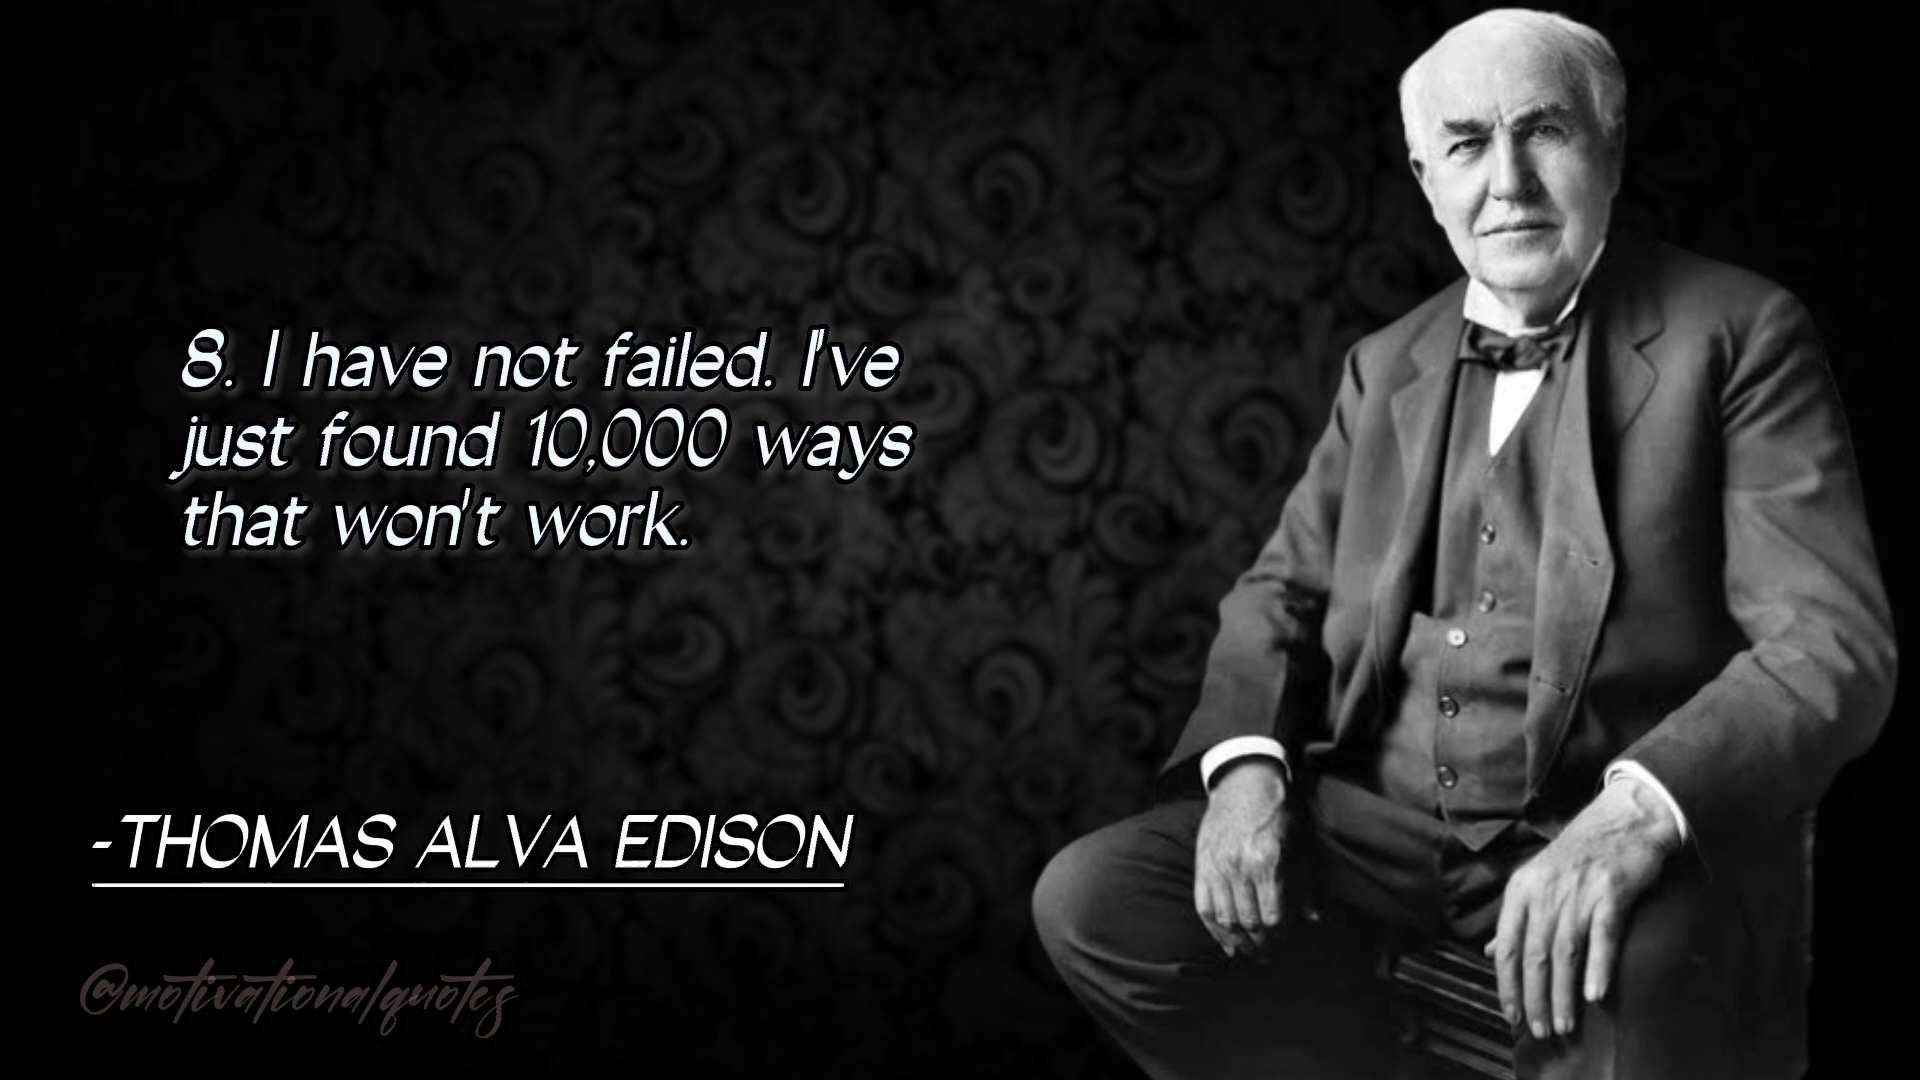 8. I have not failed. I've
just found 10,000 ways
that won't work.
-THOMAS ALVA EDISON
@motivationalquotes